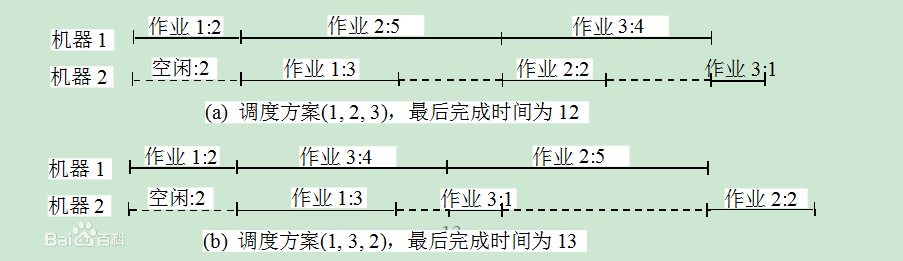 作业 1:2 作业 2:5 作业 3:4
机器 1
机器 2 空闲:2 作业 1:3 作业 2:2 作业 3:1
(a) 调度方案(1, 2, 3)，最后完成时间为 12
作业 1:2 作业 3:4 作业 2:5
机器 1
机器 2 空闲:2 作业 1:3 作业 3:1 作业 2:2
(b) 调度方案(1, 3, 2)，最后完成时间为 13
Bai百科